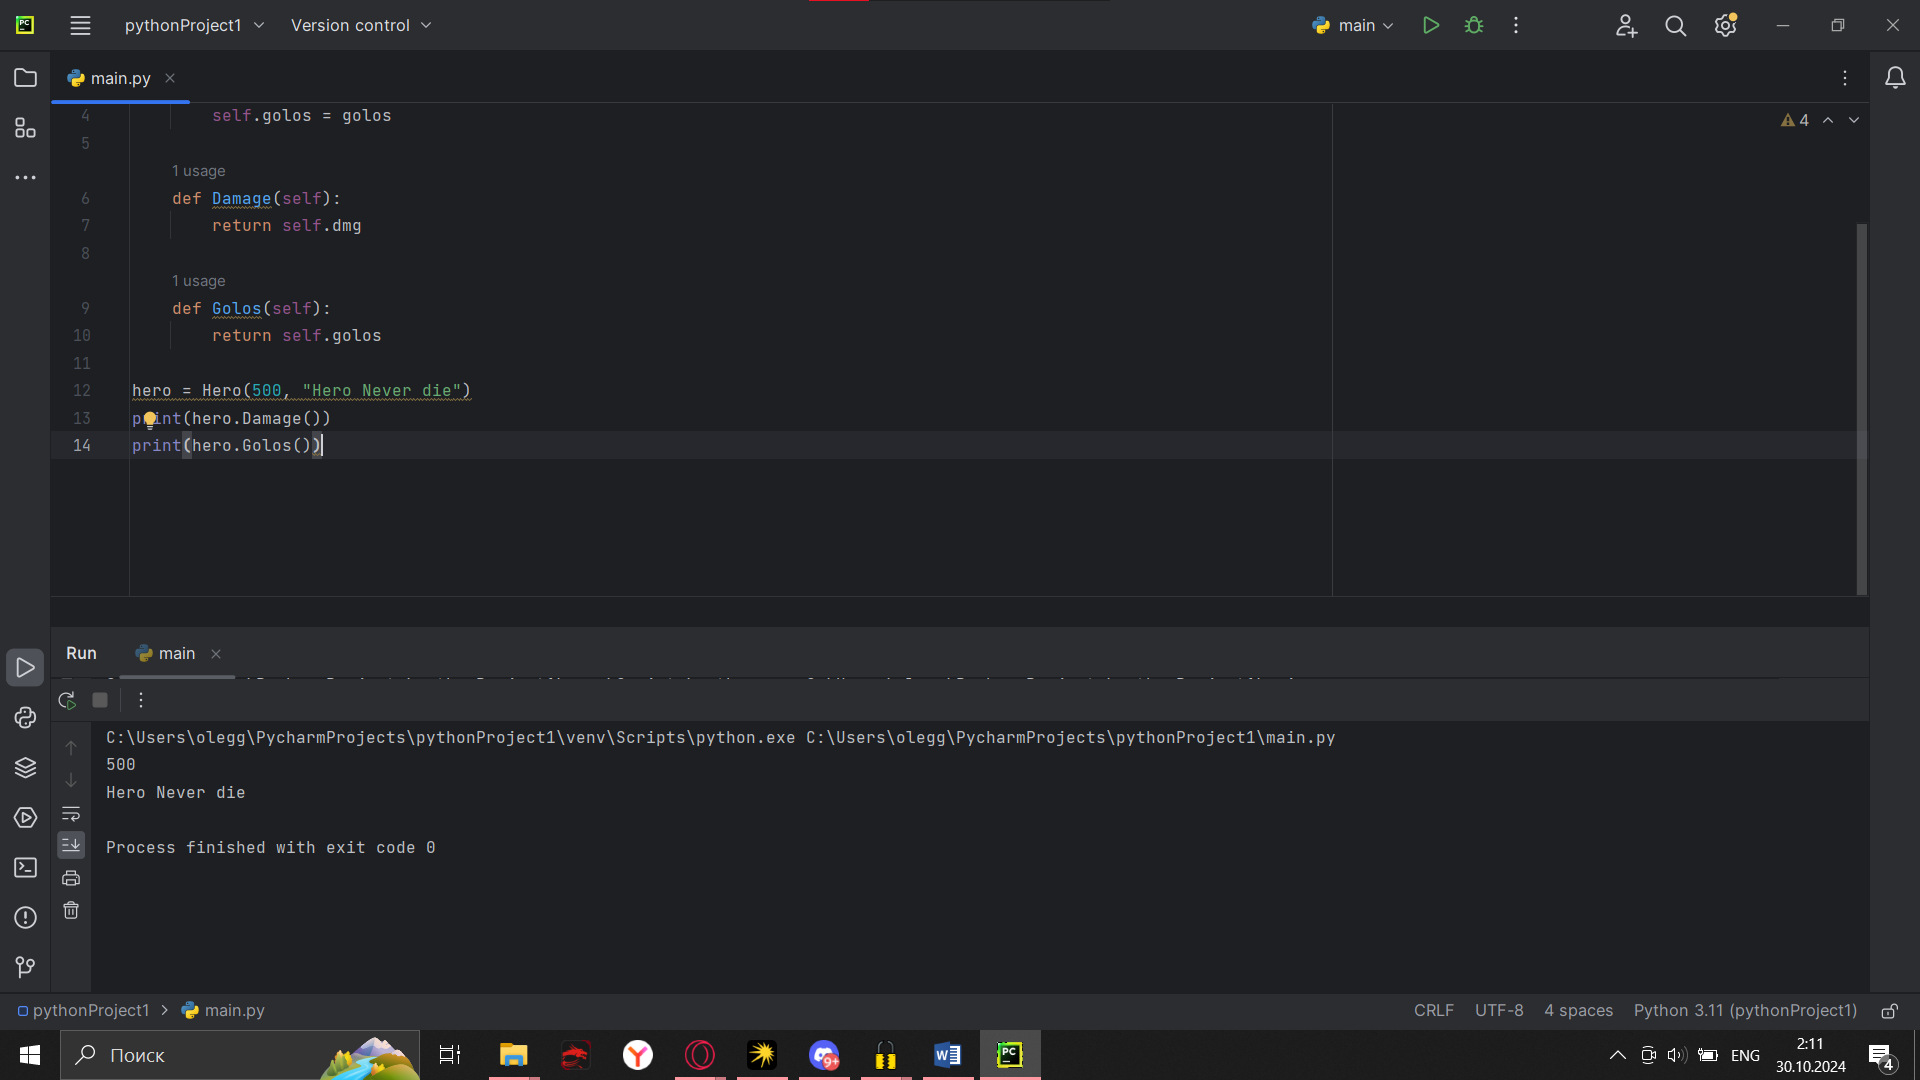 pythonProject1 Version control main
main.py
4 self.golos = golos
4
5
1 usage
6 def Damage(self):
7 return self.dmg
8
1 usage
9 def Golos(self):
10 return self.golos
11
12 hero = Hero(500, "Hero Never die")
13 print(hero.Damage())
14 print(hero.Golos())
Run main
C:\Users\olegg\PycharmProjects\pythonProject1\venv\Scripts\python.exe C:\Users\olegg\PycharmProjects\pythonProject1\main.py
500
Hero Never die
Process finished with exit code 0
pythonProject1 > main.py CRLF UTF-8 4 spaces Python 3.11 (pythonProject1)
Поиск
9+
ENG
2:11
30.10.2024
4